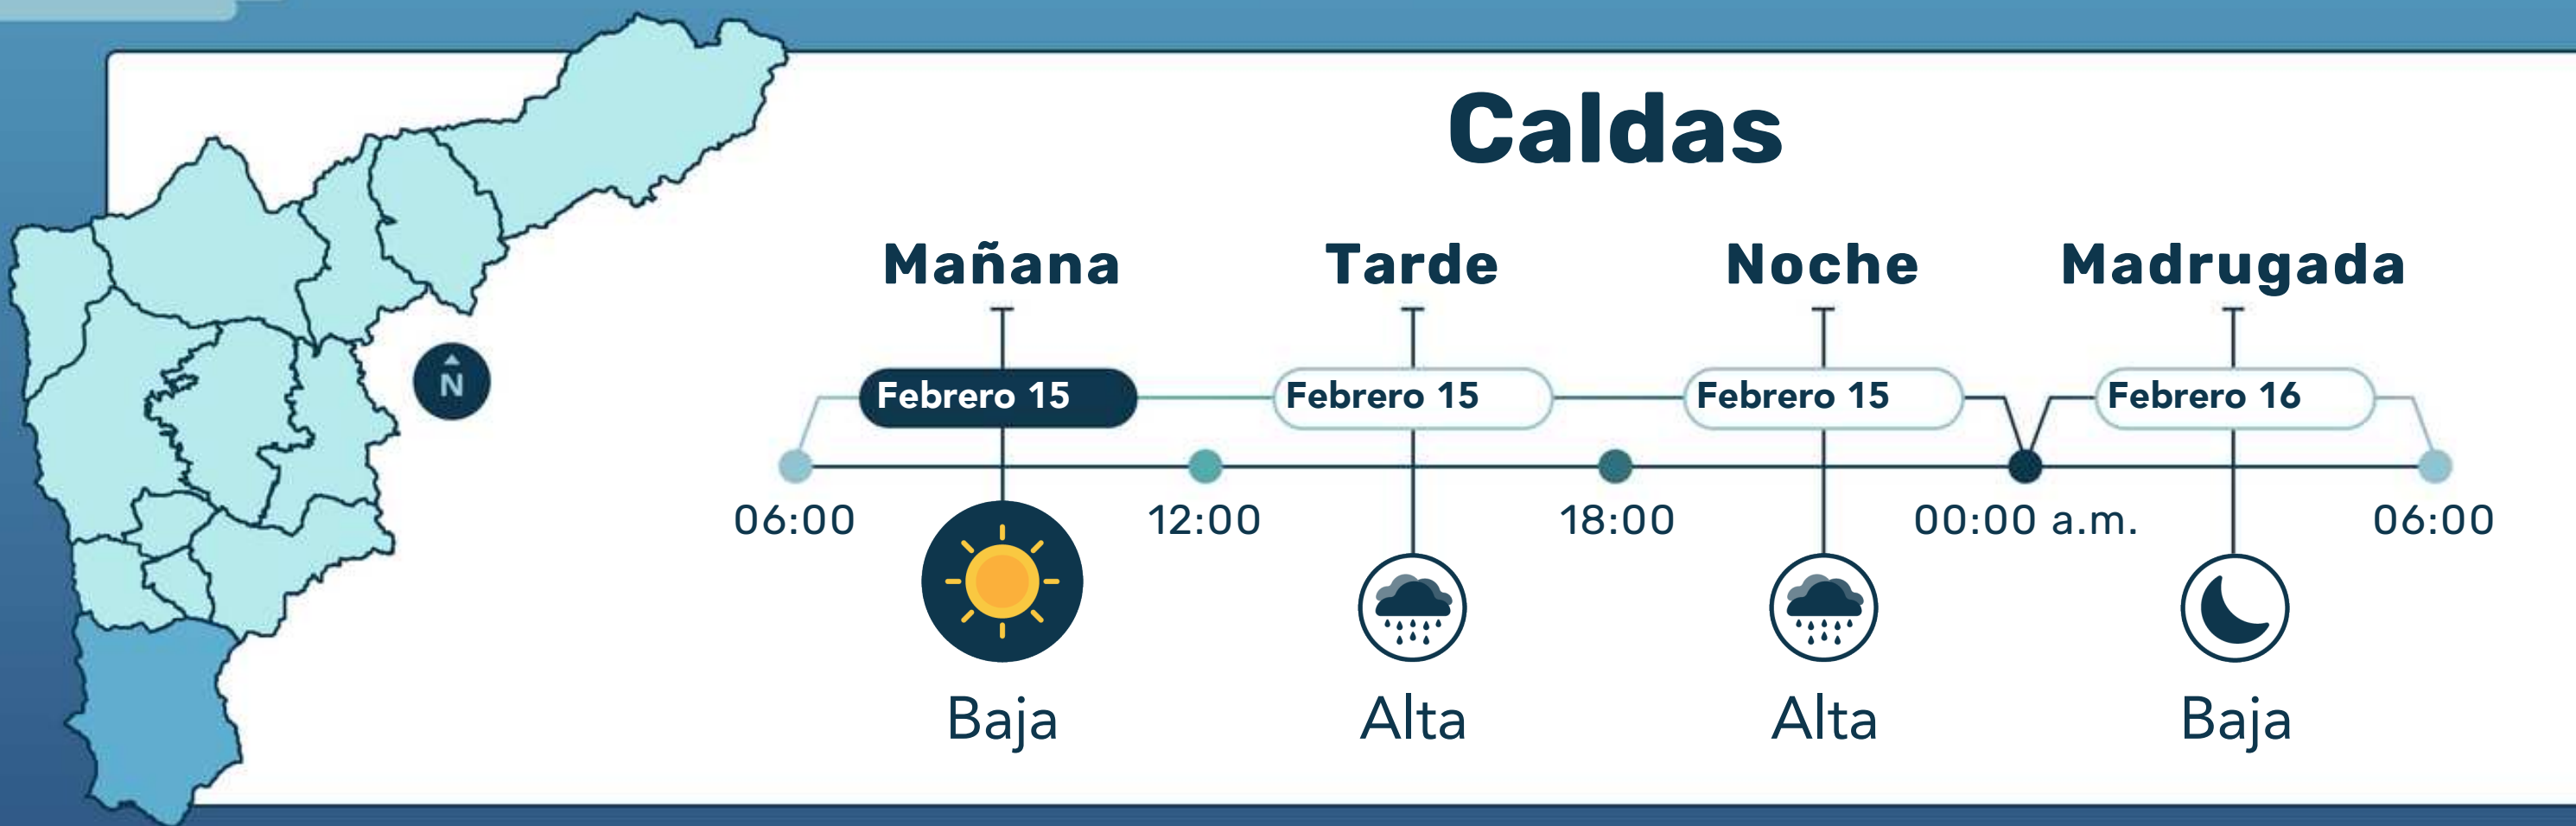 Caldas
Mañana Tarde Noche Madrugada
Febrero 15 Febrero 15 Febrero 15 Febrero 16
N
06:00 12:00 18:00 00:00 a.m. 06:00
Baja Alta Alta Baja